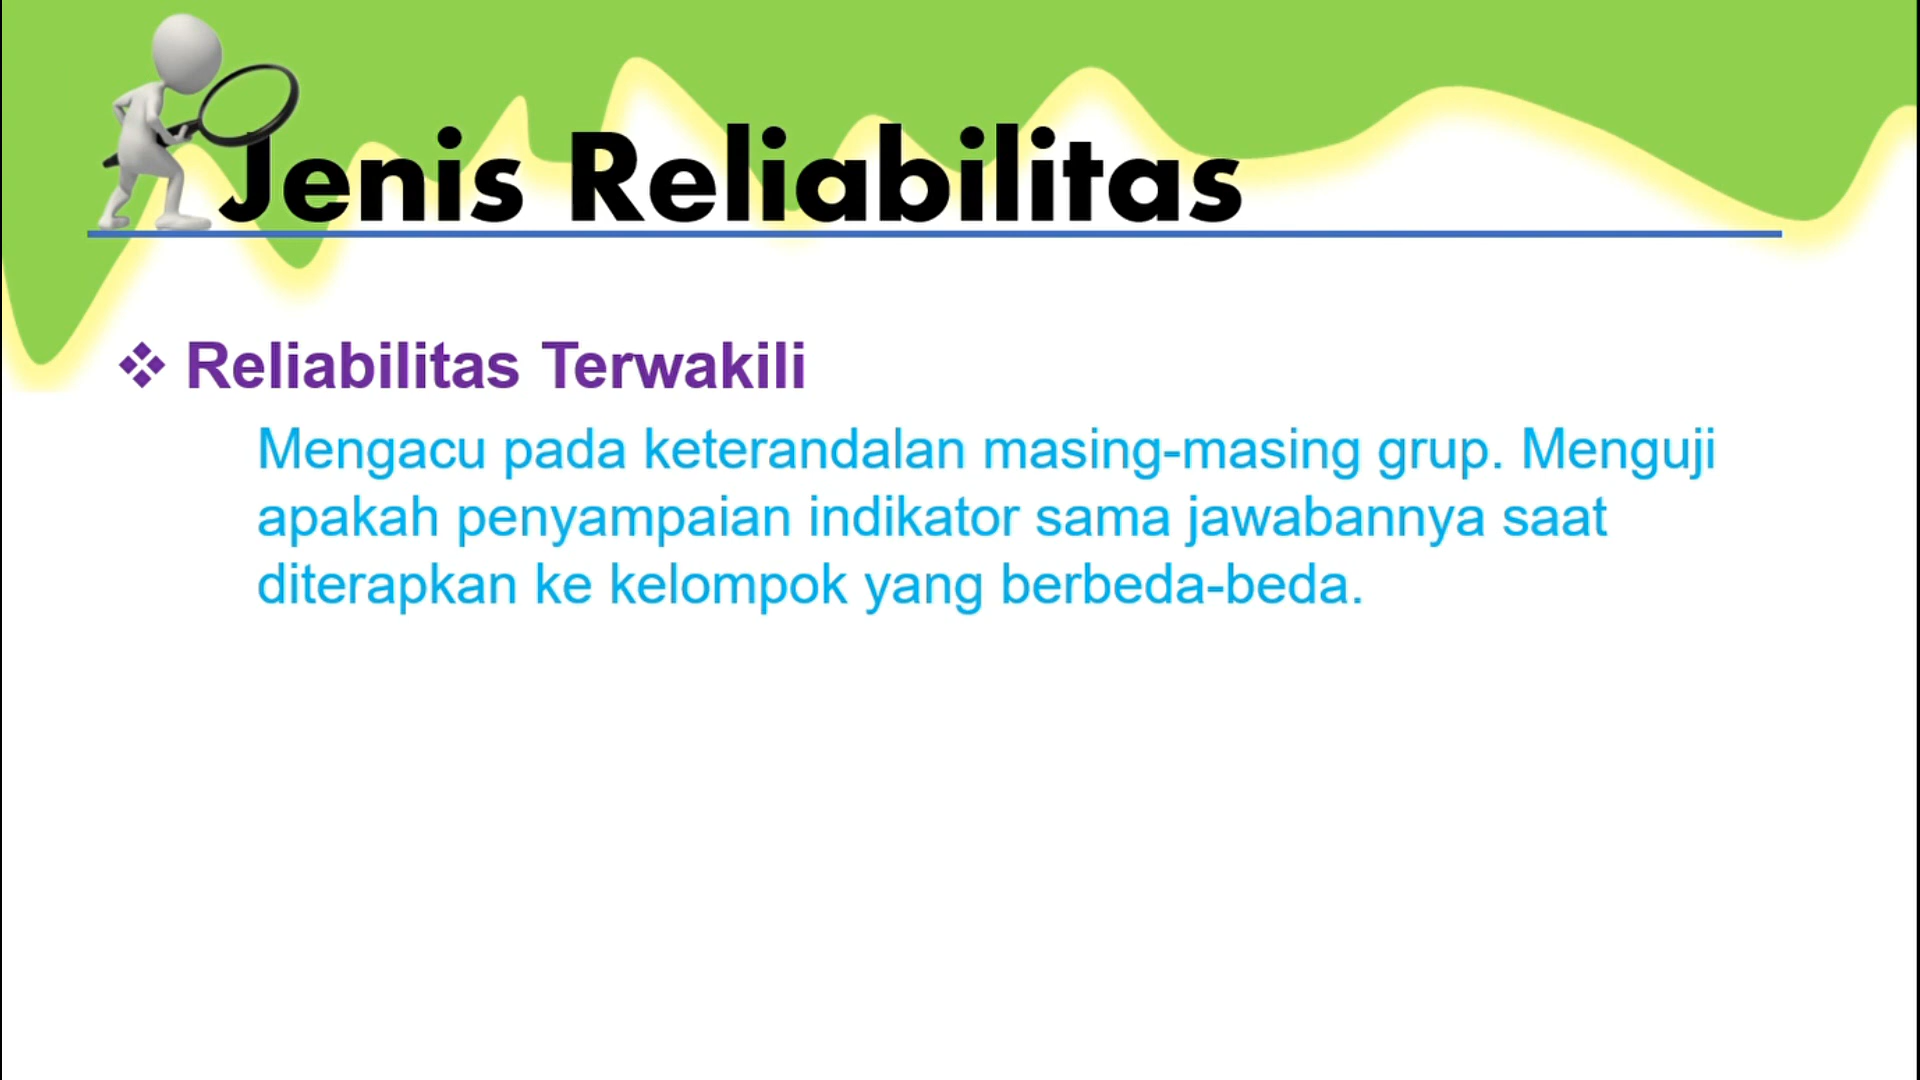 Jenis Reliabilitas
❖ Reliabilitas Terwakili
Mengacu pada keterandalan masing-masing grup. Menguji
apakah penyampaian indikator sama jawabannya saat
diterapkan ke kelompok yang berbeda-beda.